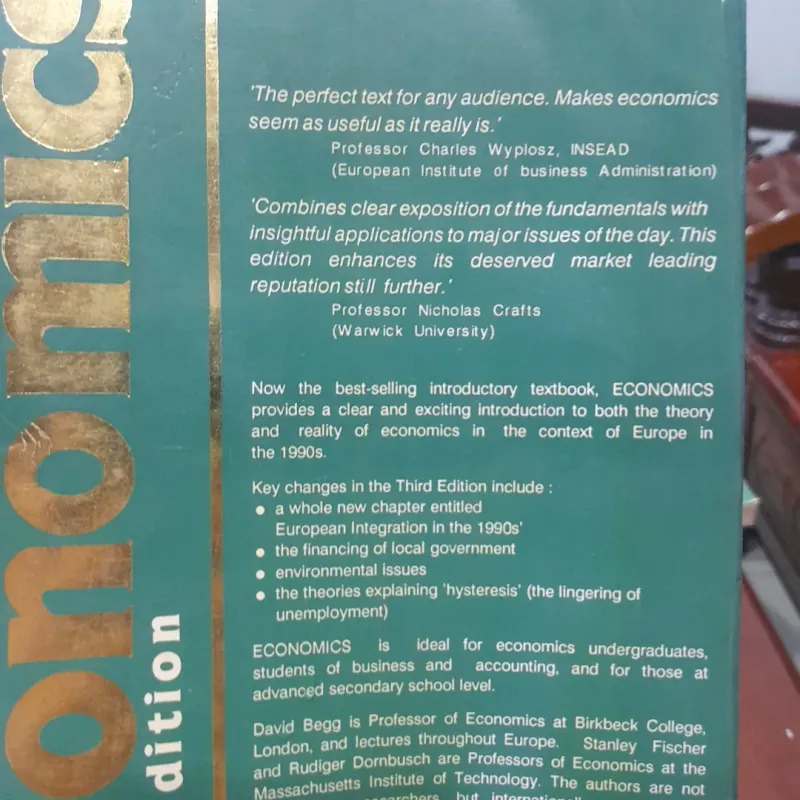 onomics
dition
'The perfect text for any audience. Makes economics
seem as useful as it really is.'
Professor Charles Wyplosz, INSEAD
(European Institute of business Administration)
'Combines clear exposition of the fundamentals with
insightful applications to major issues of the day. This
edition enhances its deserved market leading
reputation still further.'
Professor Nicholas Crafts
(Warwick University)
Now the best-selling introductory textbook, ECONOMICS
provides a clear and exciting introduction to both the theory
and reality of economics in the context of Europe in
the 1990s.
Key changes in the Third Edition include :
● a whole new chapter entitled
European Integration in the 1990s'
● the financing of local government
● environmental issues
● the theories explaining 'hysteresis' (the lingering of
unemployment)
ECONOMICS is ideal for economics undergraduates,
students of business and accounting, and for those at
advanced secondary school level.
David Begg is Professor of Economics at Birkbeck College,
London, and lectures throughout Europe. Stanley Fischer
and Rudiger Dornbusch are Professors of Economics at the
Massachusetts Institute of Technology. The authors are not
researchers, but